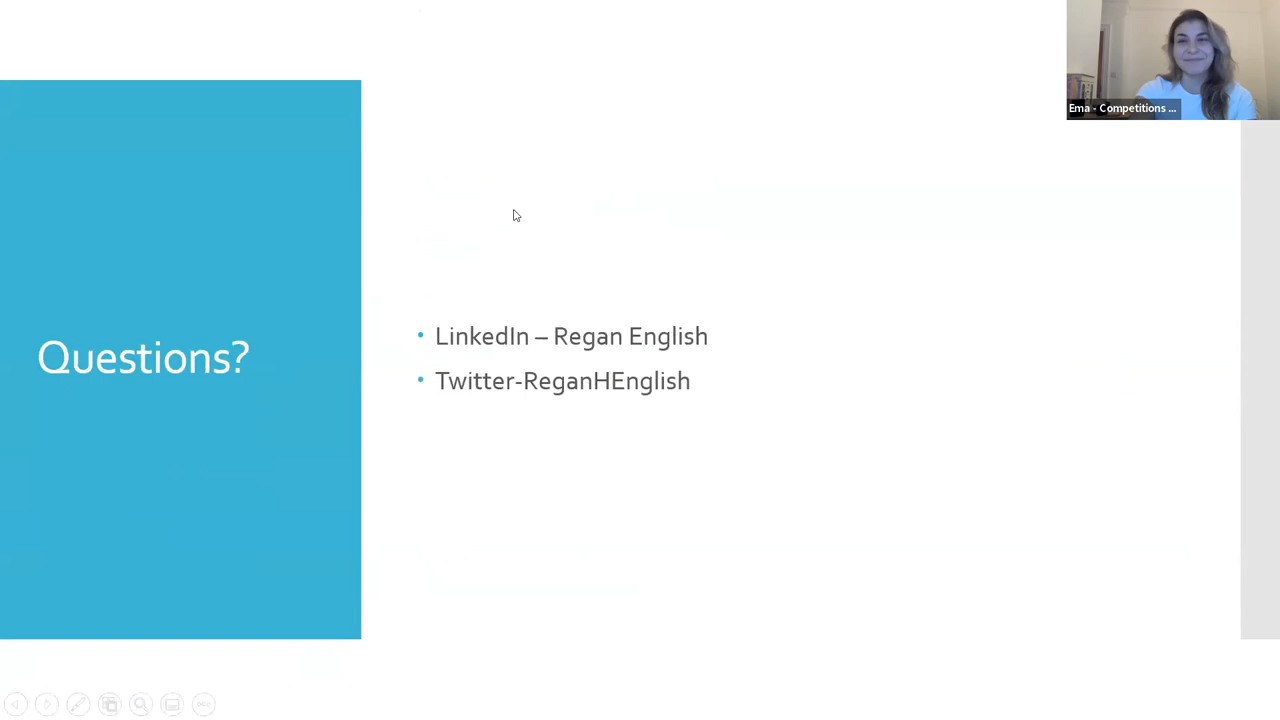 Ema - Competitions ...
Questions?
• LinkedIn – Regan English
• Twitter-ReganHEnglish